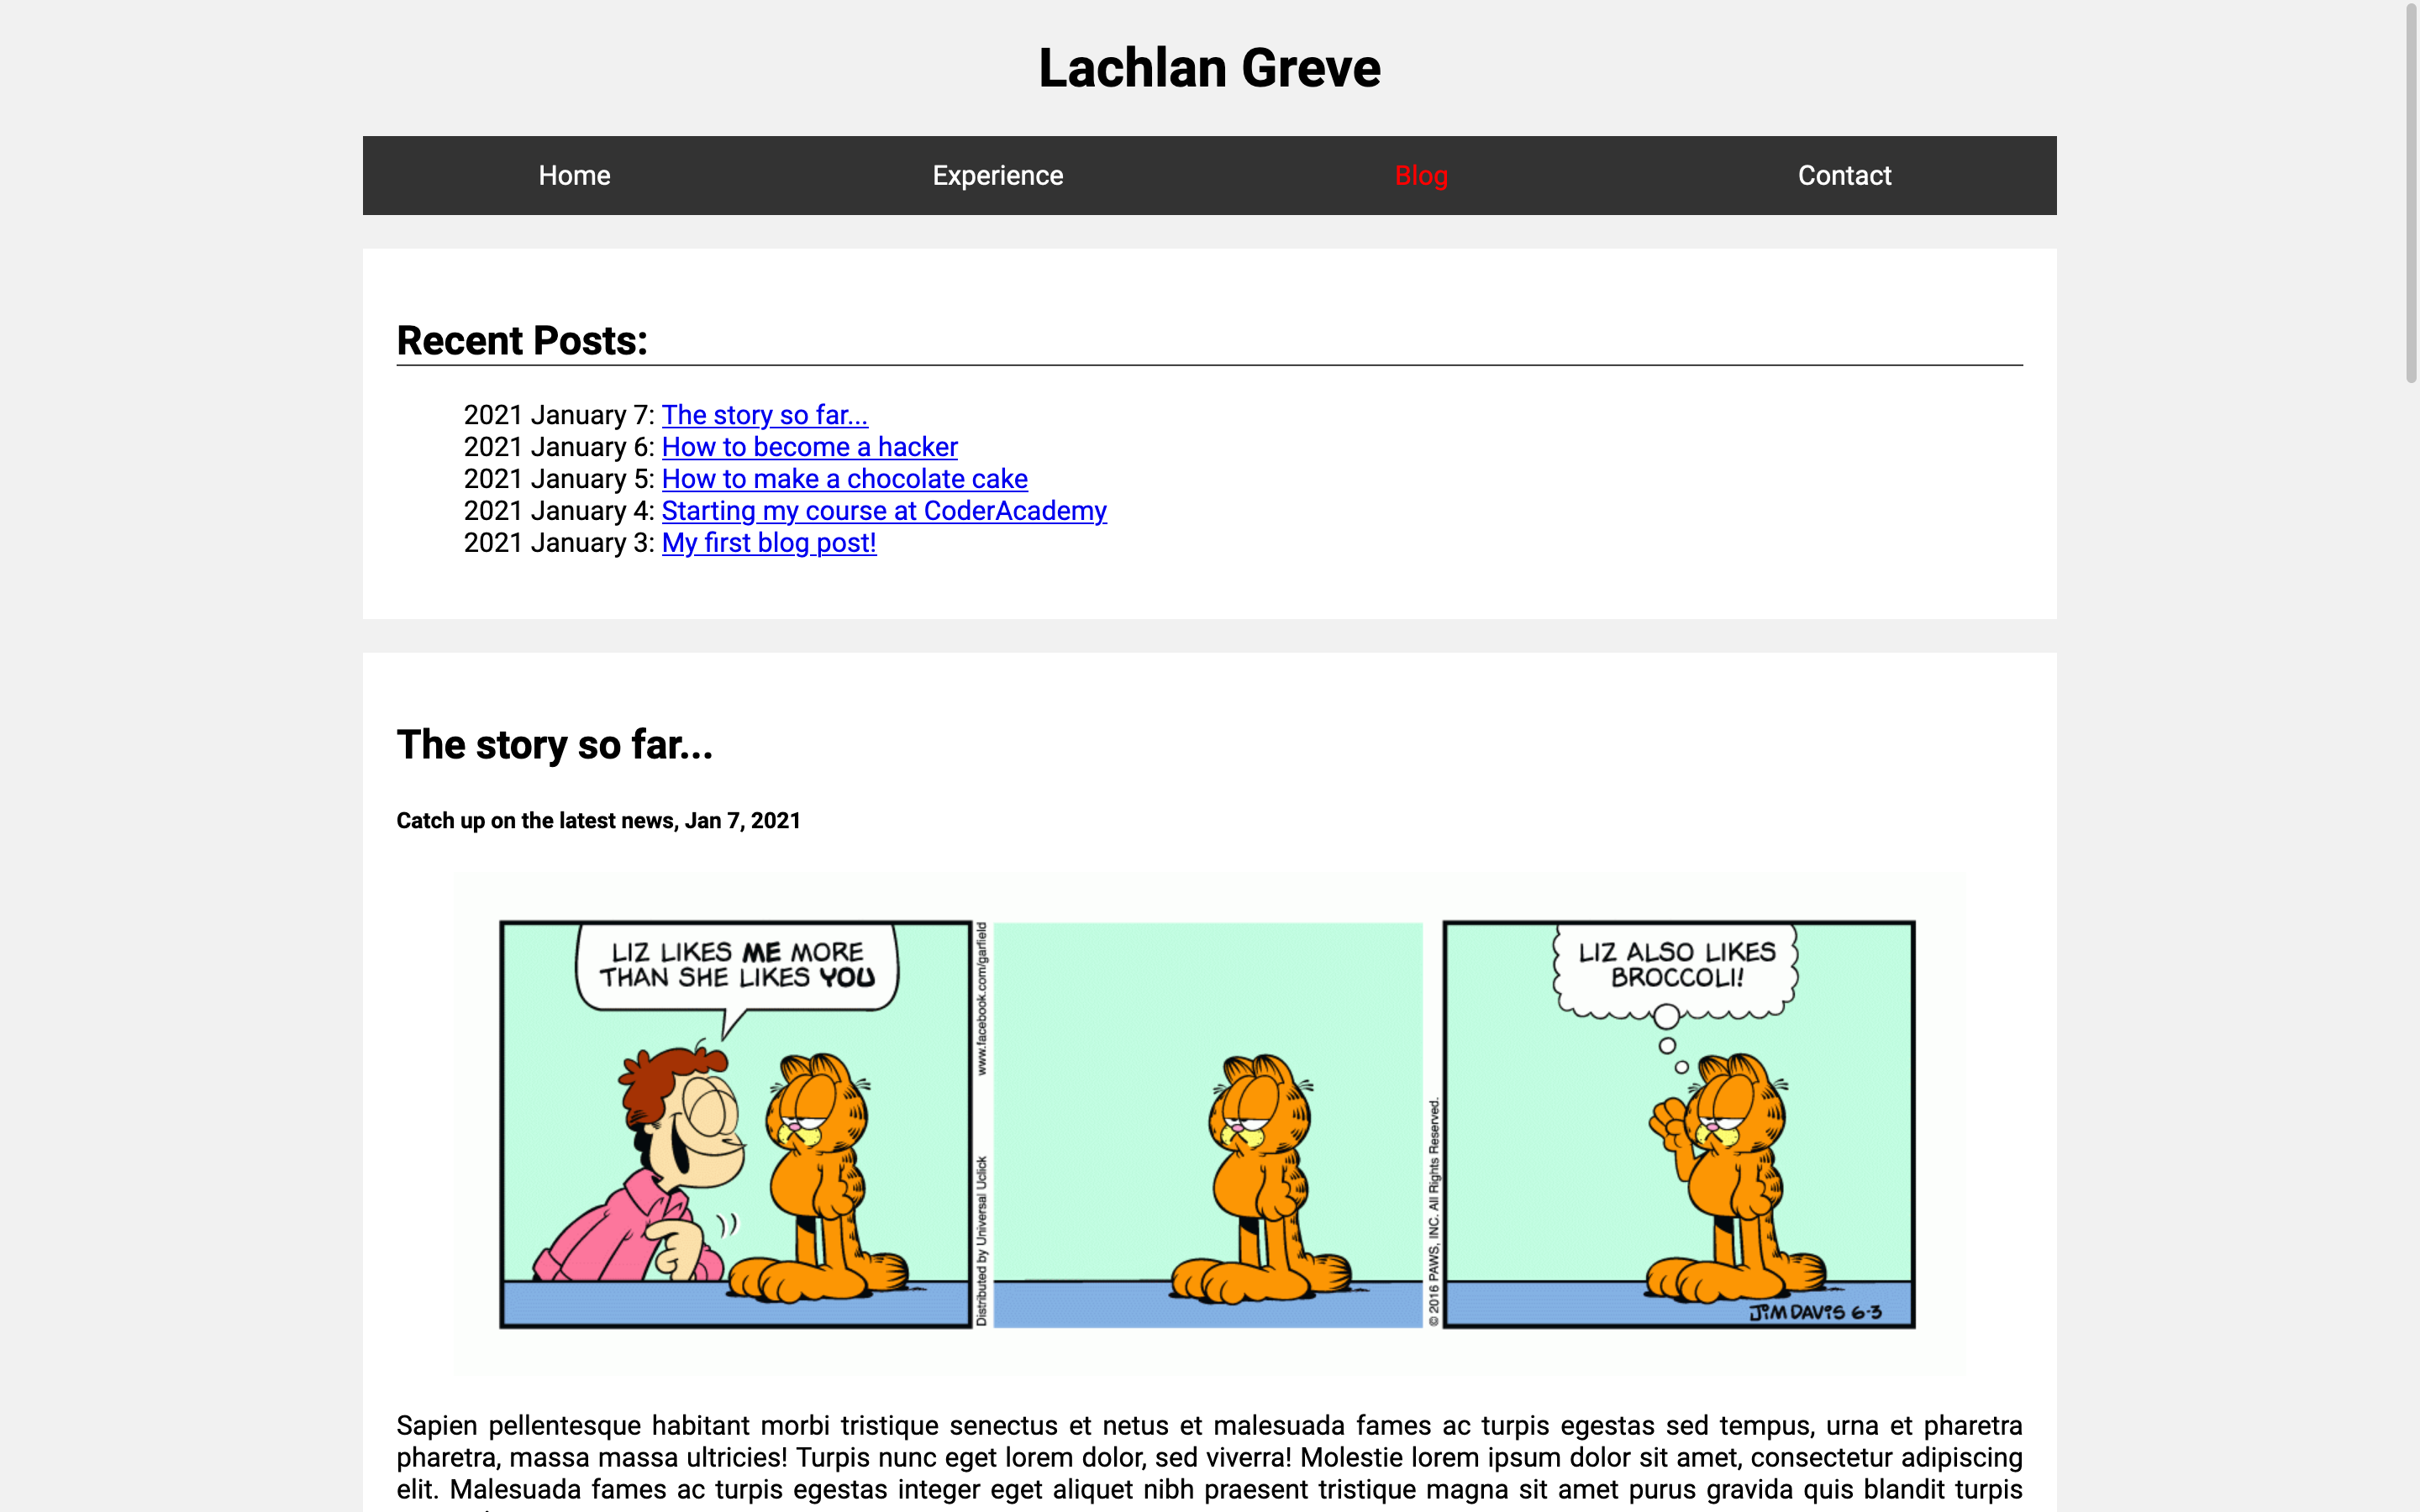 Lachlan Greve
Home Experience Blog Contact
Recent Posts:
2021 January 7: The story so far...
2021 January 6: How to become a hacker
2021 January 5: How to make a chocolate cake
2021 January 4: Starting my course at CoderAcademy
2021 January 3: My first blog post!
The story so far...
Catch up on the latest news, Jan 7, 2021
LIZ LIKES ME MORE
THAN SHE LIKES YOU
www.facebook.com/garfield
Distributed by Universal Uclick
© 2016 PAWS, INC. All Rights Reserved.
LIZ ALSO LIKES
BROCCOLI!
JIM DAVIS 6-3
Sapien pellentesque habitant morbi tristique senectus et netus et malesuada fames ac turpis egestas sed tempus, urna et pharetra
pharetra, massa massa ultricies! Turpis nunc eget lorem dolor, sed viverra! Molestie lorem ipsum dolor sit amet, consectetur adipiscing
elit. Malesuada fames ac turpis egestas integer eget aliquet nibh praesent tristique magna sit amet purus gravida quis blandit turpis